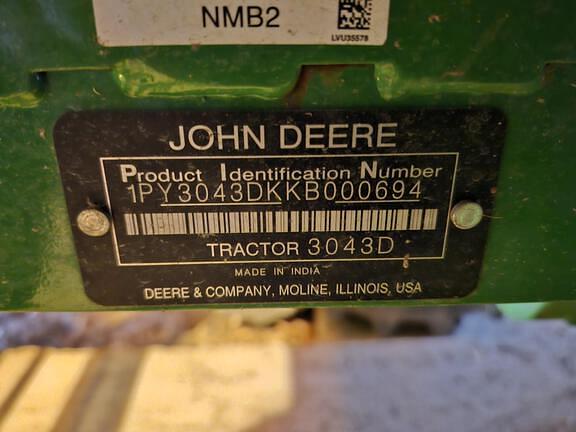 NMB2
LVU35578
JOHN DEERE
Product Identification Number
1PY3043DKKB000694
TRACTOR 3043D
MADE IN INDIA
DEERE & COMPANY, MOLINE, ILLINOIS, USA